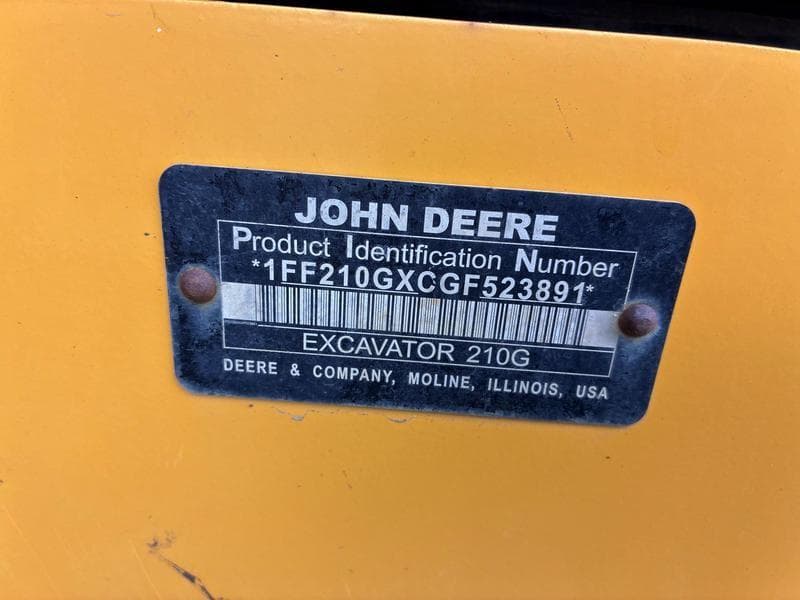 JOHN DEERE
Product Identification Number
*1FF210GXCGF523891*
EXCAVATOR 210G
DEERE & COMPANY, MOLINE, ILLINOIS, USA